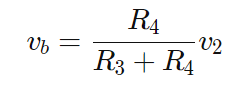 $v_b = \frac{R_4}{R_3 + R_4} v_2$